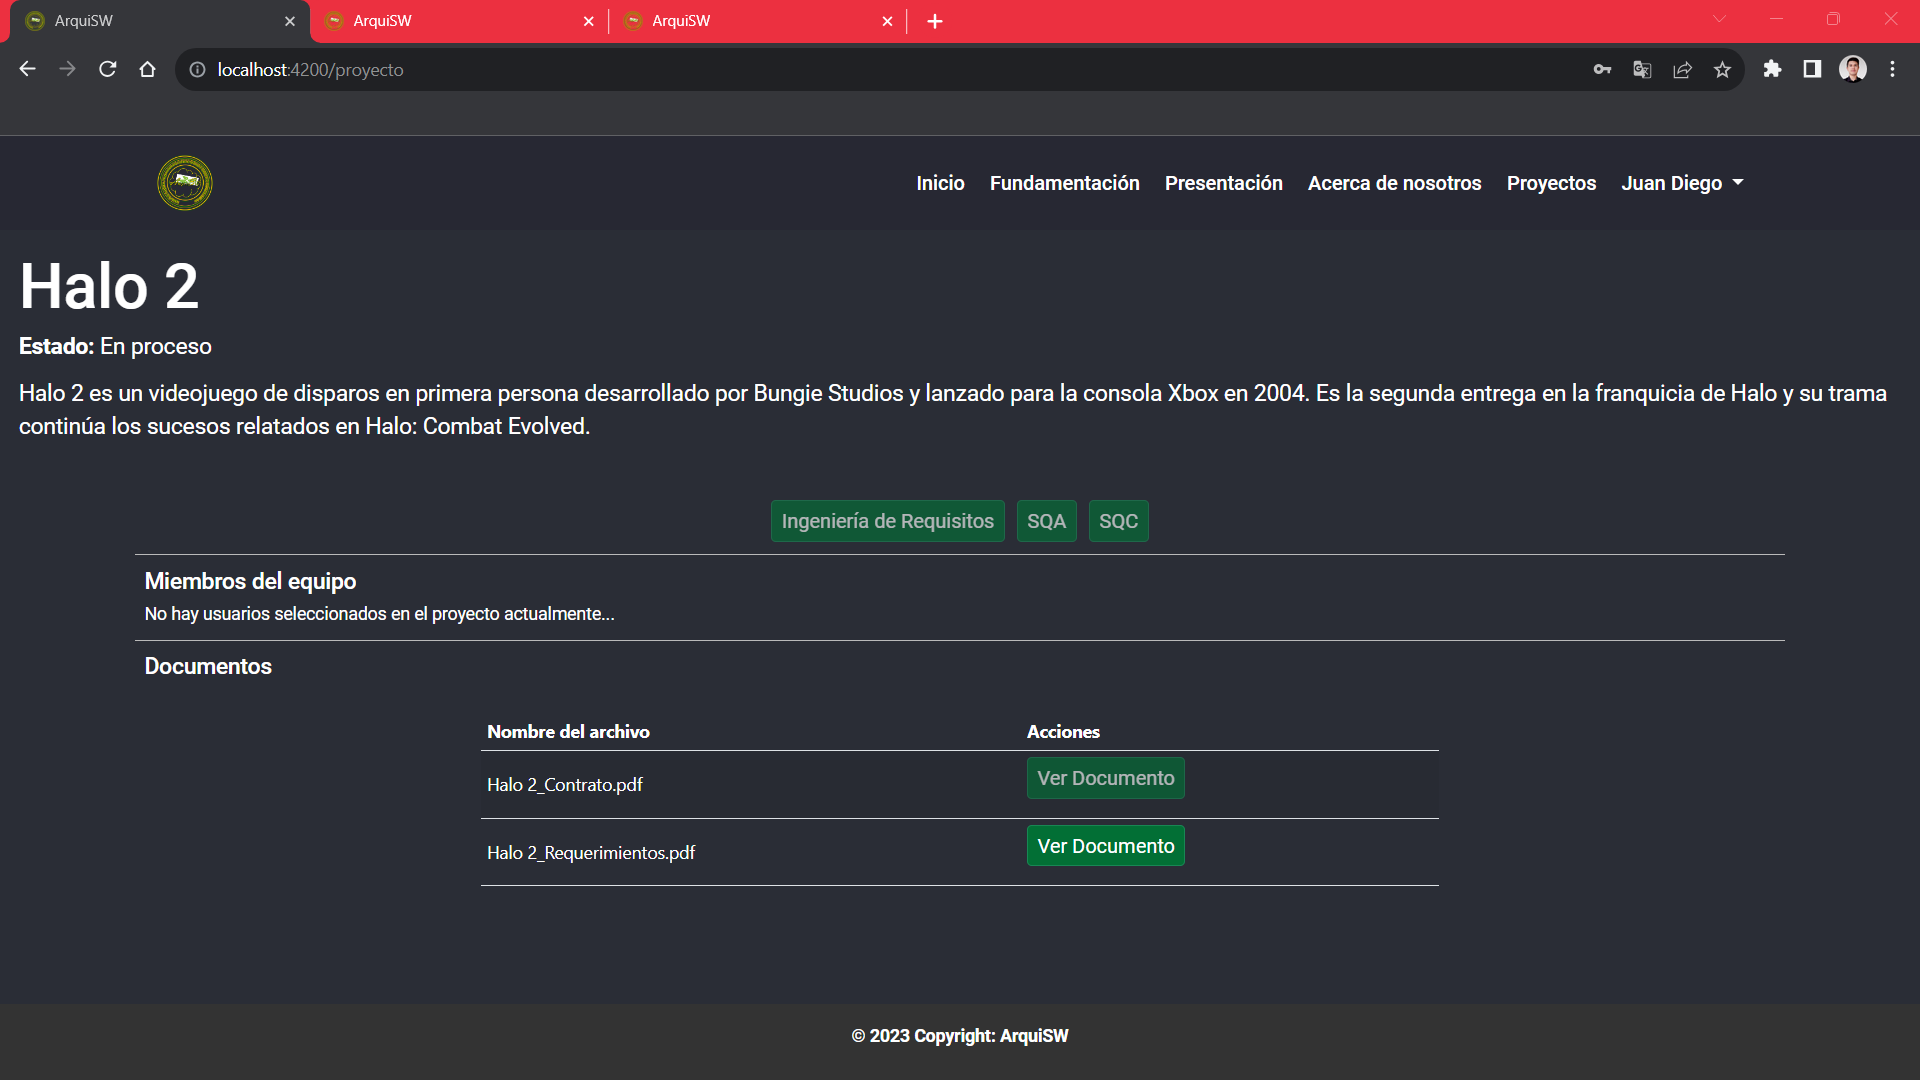 ArquiSW
ArquiSW
ArquiSW
localhost:4200/proyecto
Inicio
Fundamentación
Presentación
Acerca de nosotros
Proyectos
Juan Diego
Halo 2
Estado: En proceso
Halo 2 es un videojuego de disparos en primera persona desarrollado por Bungie Studios y lanzado para la consola Xbox en 2004. Es la segunda entrega en la franquicia de Halo y su trama
continúa los sucesos relatados en Halo: Combat Evolved.
Ingeniería de Requisitos
SQA
SQC
Miembros del equipo
No hay usuarios seleccionados en el proyecto actualmente...
Documentos
Nombre del archivo
Acciones
Halo 2_Contrato.pdf
Ver Documento
Halo 2_Requerimientos.pdf
Ver Documento
© 2023 Copyright: ArquiSW